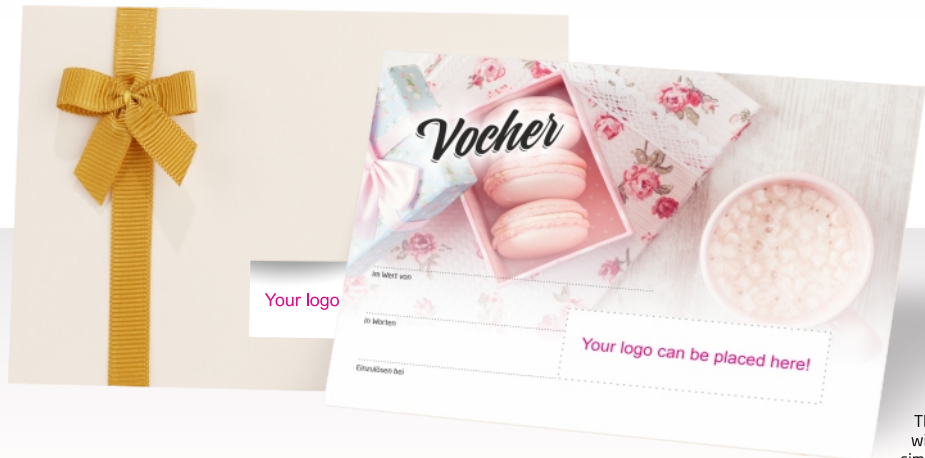 Vocher
im Wert von
in Worten
Einzulösen bei
Your logo
Your logo can be placed here!